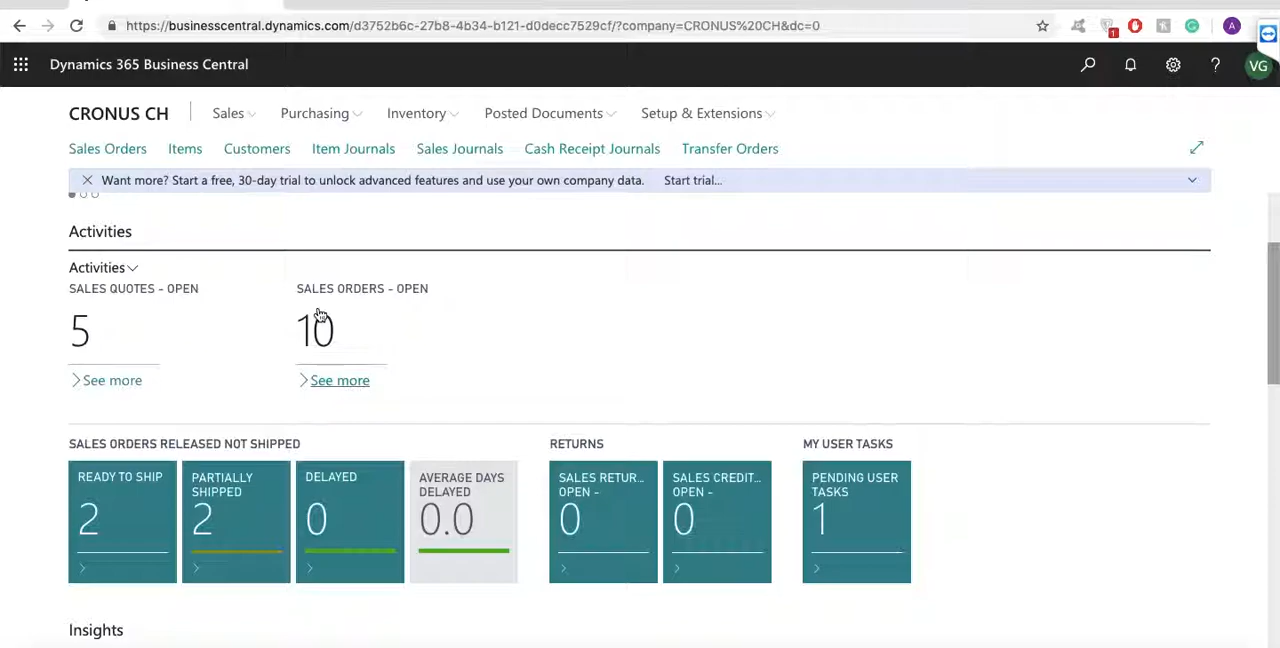 https://businesscentral.dynamics.com/d3752b6c-27b8-4b34-b121-d0decc7529cf/?company=CRONUS%20CH&dc=0
1
A
Dynamics 365 Business Central
?
VG
CRONUS CH
Sales
Purchasing
Inventory
Posted Documents
Setup & Extensions
Sales Orders
Items
Customers
Item Journals
Sales Journals
Cash Receipt Journals
Transfer Orders
Want more? Start a free, 30-day trial to unlock advanced features and use your own company data.
Start trial...
Activities
Activities
SALES QUOTES - OPEN
5
See more
SALES ORDERS - OPEN
10
See more
SALES ORDERS RELEASED NOT SHIPPED
READY TO SHIP
2
PARTIALLY
SHIPPED
2
DELAYED
0
AVERAGE DAYS
DELAYED
0.0
RETURNS
SALES RETUR...
OPEN -
0
SALES CREDIT...
OPEN -
0
MY USER TASKS
PENDING USER
TASKS
1
Insights